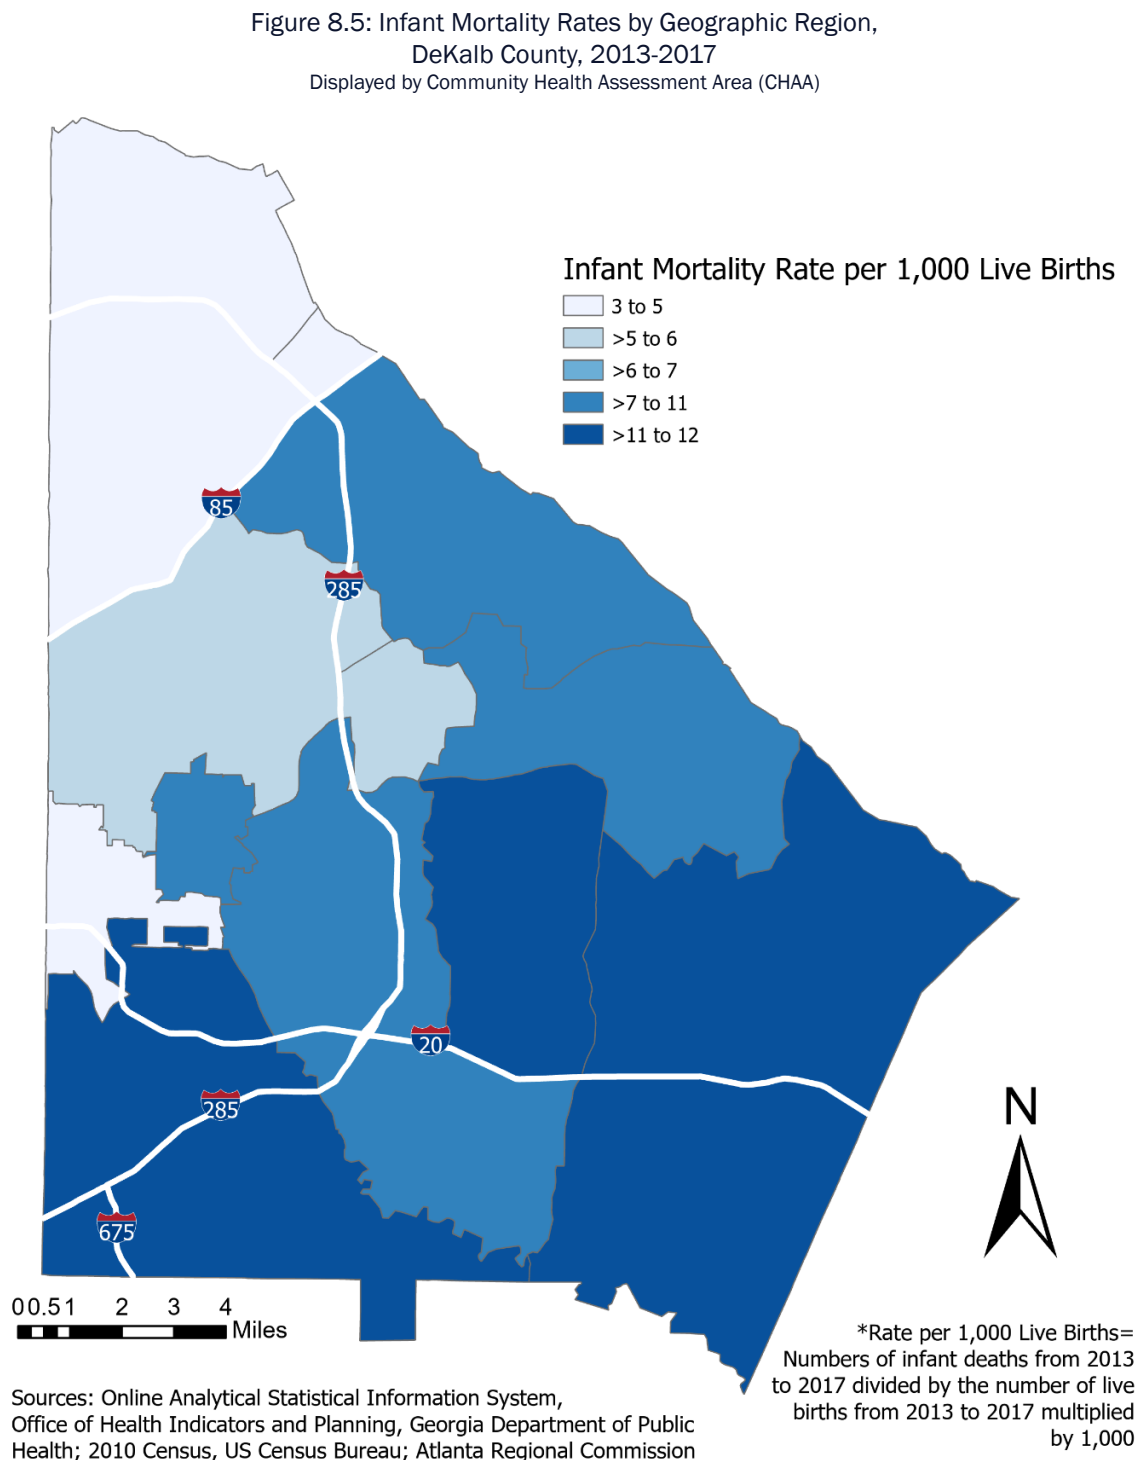 Figure 8.5: Infant Mortality Rates by Geographic Region,
DeKalb County, 2013-2017
Displayed by Community Health Assessment Area (CHAA)
Infant Mortality Rate per 1,000 Live Births
3 to 5
>5 to 6
>6 to 7
>7 to 11
>11 to 12
85
285
20
285
675
N
0 0.5 1 2 3 4
Miles
*Rate per 1,000 Live Births=
Numbers of infant deaths from 2013
to 2017 divided by the number of live
births from 2013 to 2017 multiplied
by 1,000
Sources: Online Analytical Statistical Information System,
Office of Health Indicators and Planning, Georgia Department of Public
Health; 2010 Census, US Census Bureau; Atlanta Regional Commission